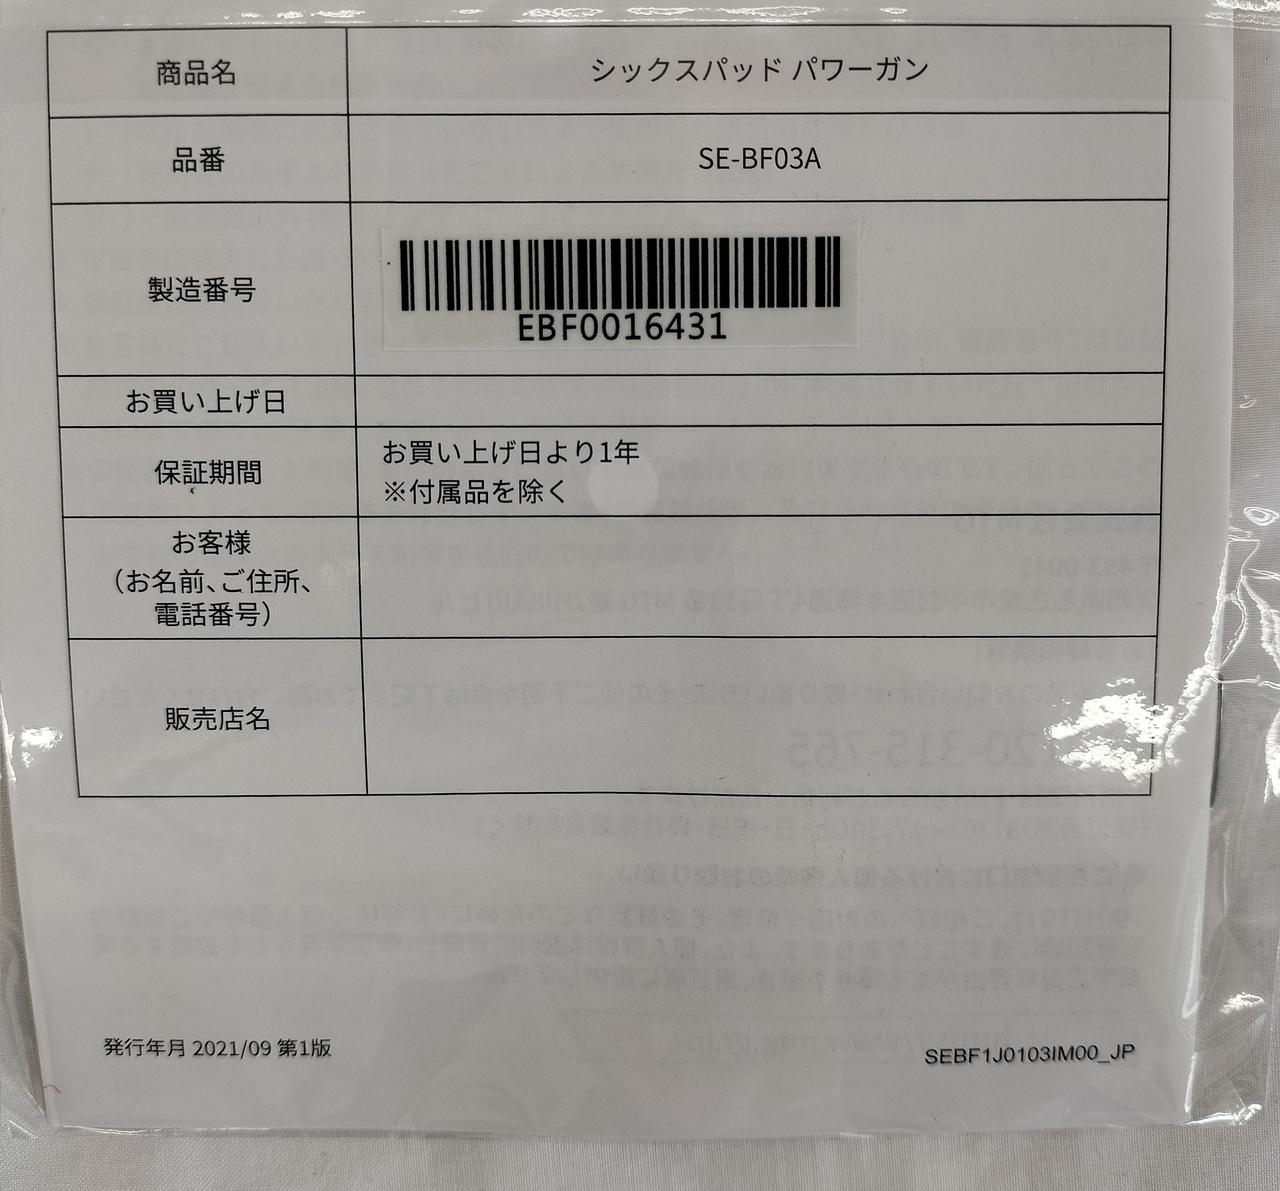 商品名 シックスパッド パワーガン
品番 SE-BF03A
製造番号 EBF0016431
お買い上げ日
保証期間 お買い上げ日より1年
※付属品を除く
お客様
（お名前、ご住所、
電話番号）
販売店名
発行年月 2021/09 第1版
SEBF1J0103IM00_JP